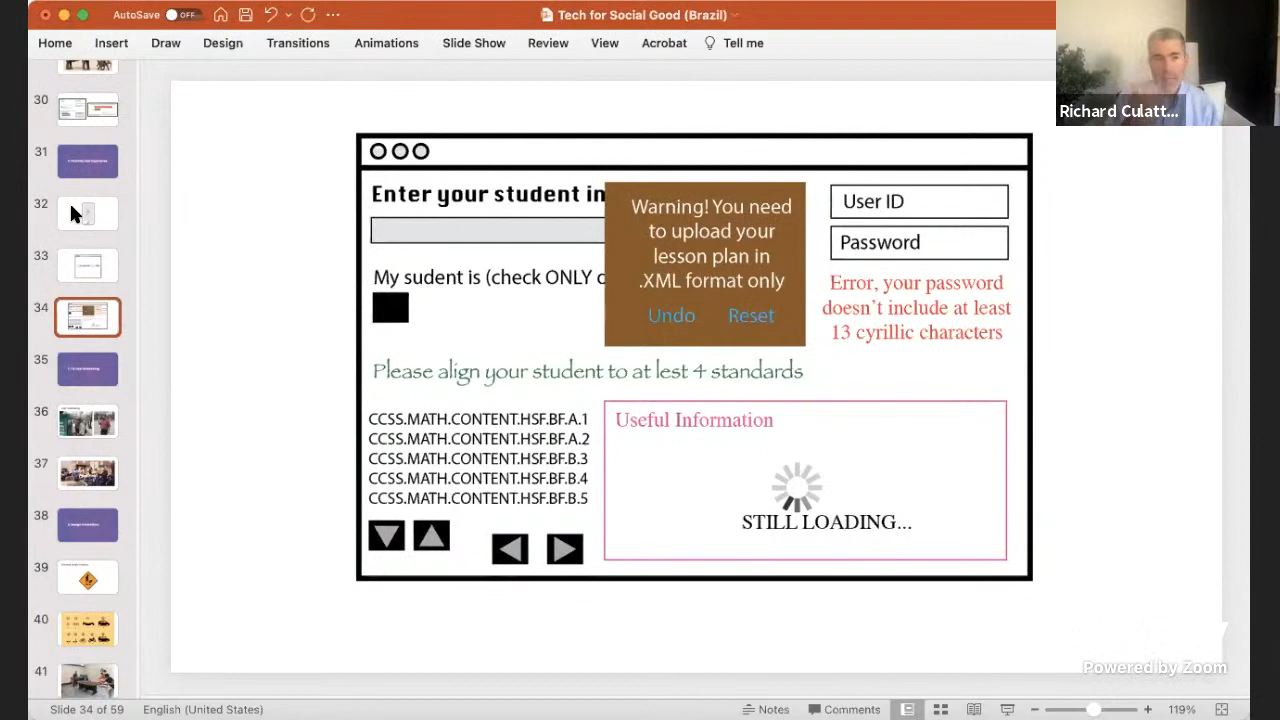 AutoSave OFF
Tech for Social Good (Brazil)
Home Insert Draw Design Transitions Animations Slide Show Review View Acrobat Tell me
Richard Culatt...
30
31
32
33
34
35
36
37
38
39
40
41
Enter your student in
Warning! You need
to upload your
lesson plan in
.XML format only
Undo Reset
User ID
Password
Error, your password
doesn't include at least
13 cyrillic characters
My sudent is (check ONLY
Please align your student to at lest 4 standards
CCSS.MATH.CONTENT.HSF.BF.A.1
CCSS.MATH.CONTENT.HSF.BF.A.2
CCSS.MATH.CONTENT.HSF.BF.B.3
CCSS.MATH.CONTENT.HSF.BF.B.4
CCSS.MATH.CONTENT.HSF.BF.B.5
Useful Information
STILL LOADING...
Powered by Zoom
Slide 34 of 59 English (United States) Notes Comments 119%